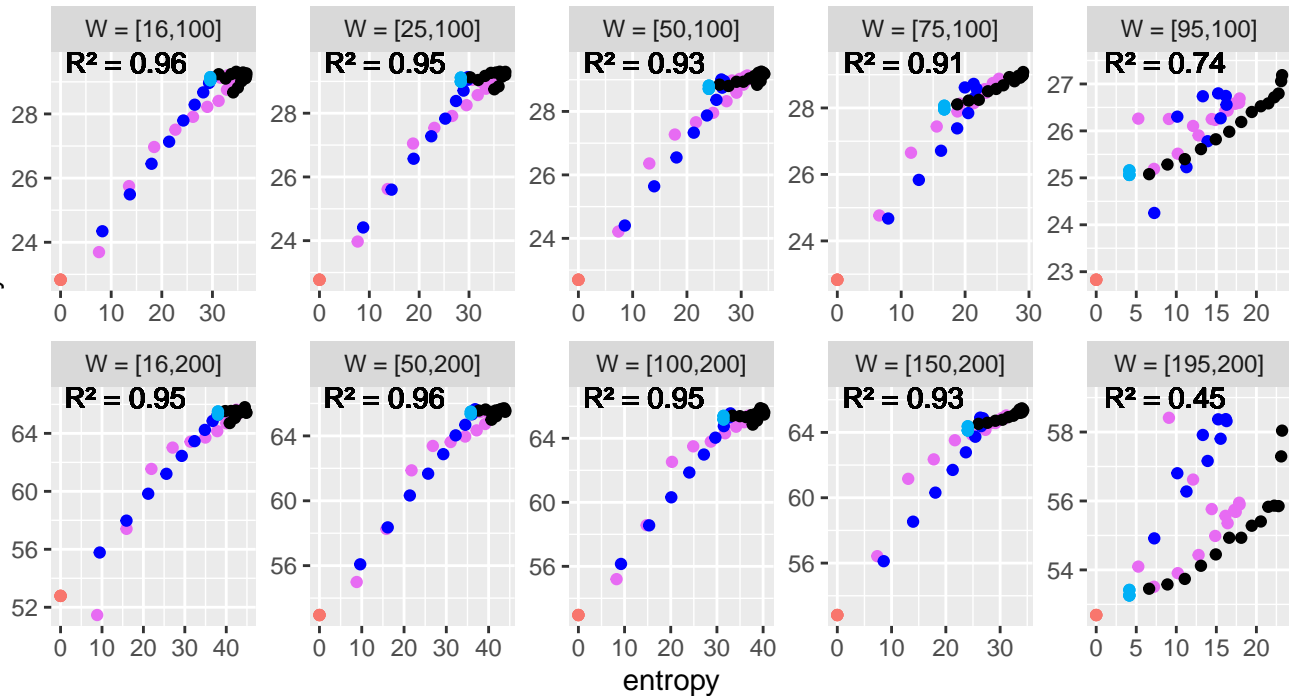 W = [16,100] W = [25,100] W = [50,100] W = [75,100] W = [95,100]
R² = 0.96 R² = 0.95 R² = 0.93 R² = 0.91 R² = 0.74
28 28 28 28 27
26 26 26 26 26
25
24 24 24 24 24
23
0 10 20 30 0 10 20 30 0 10 20 30 0 10 20 30 0 5 10 15 20
W = [16,200] W = [50,200] W = [100,200] W = [150,200] W = [195,200]
R² = 0.95 R² = 0.96 R² = 0.95 R² = 0.93 R² = 0.45
64 64 64 64 58
60 60 60 60 56
56 56 56 56 54
52
0 10 20 30 40 0 10 20 30 40 0 10 20 30 40 0 10 20 30 0 5 10 15 20
entropy